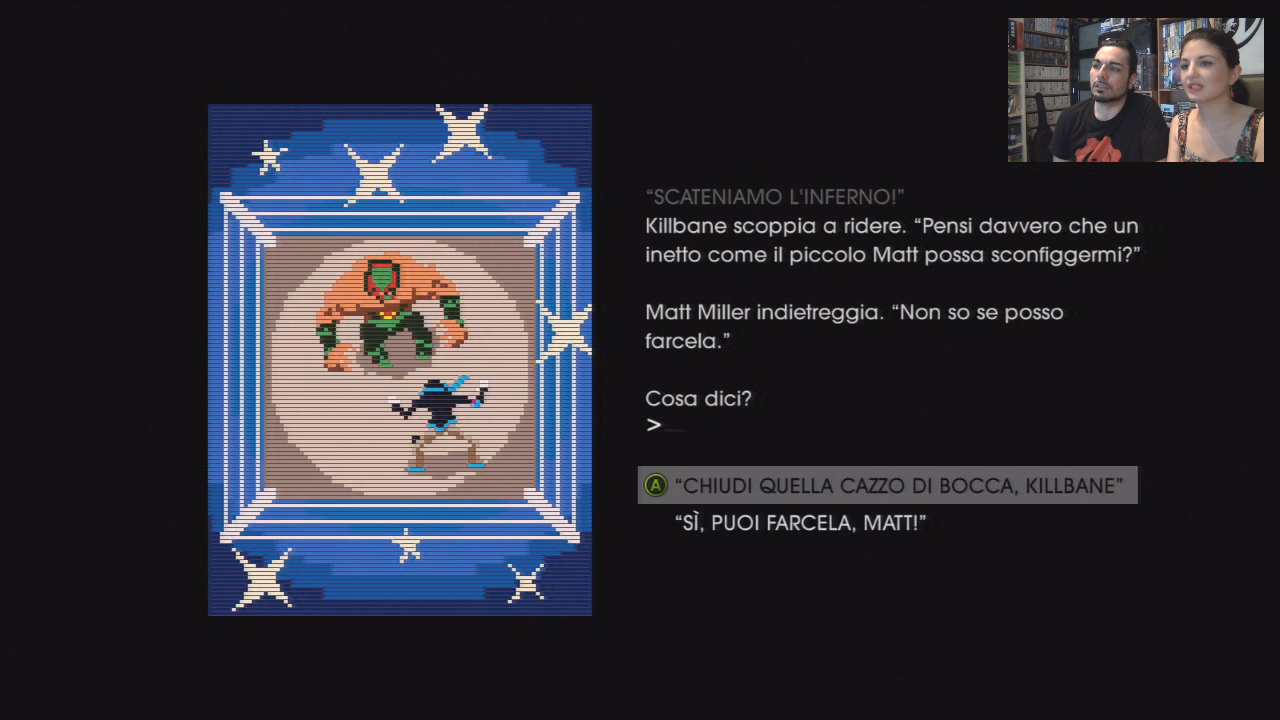 “SCATENIAMO L'INFERNO!”
Killbane scoppia a ridere. “Pensi davvero che un
inetto come il piccolo Matt possa sconfiggermi?”
Matt Miller indietreggia. “Non so se posso
farcela.”
Cosa dici?
>
A “CHIUDI QUELLA CAZZO DI BOCCA, KILLBANE”
“SÌ, PUOI FARCELA, MATT!”